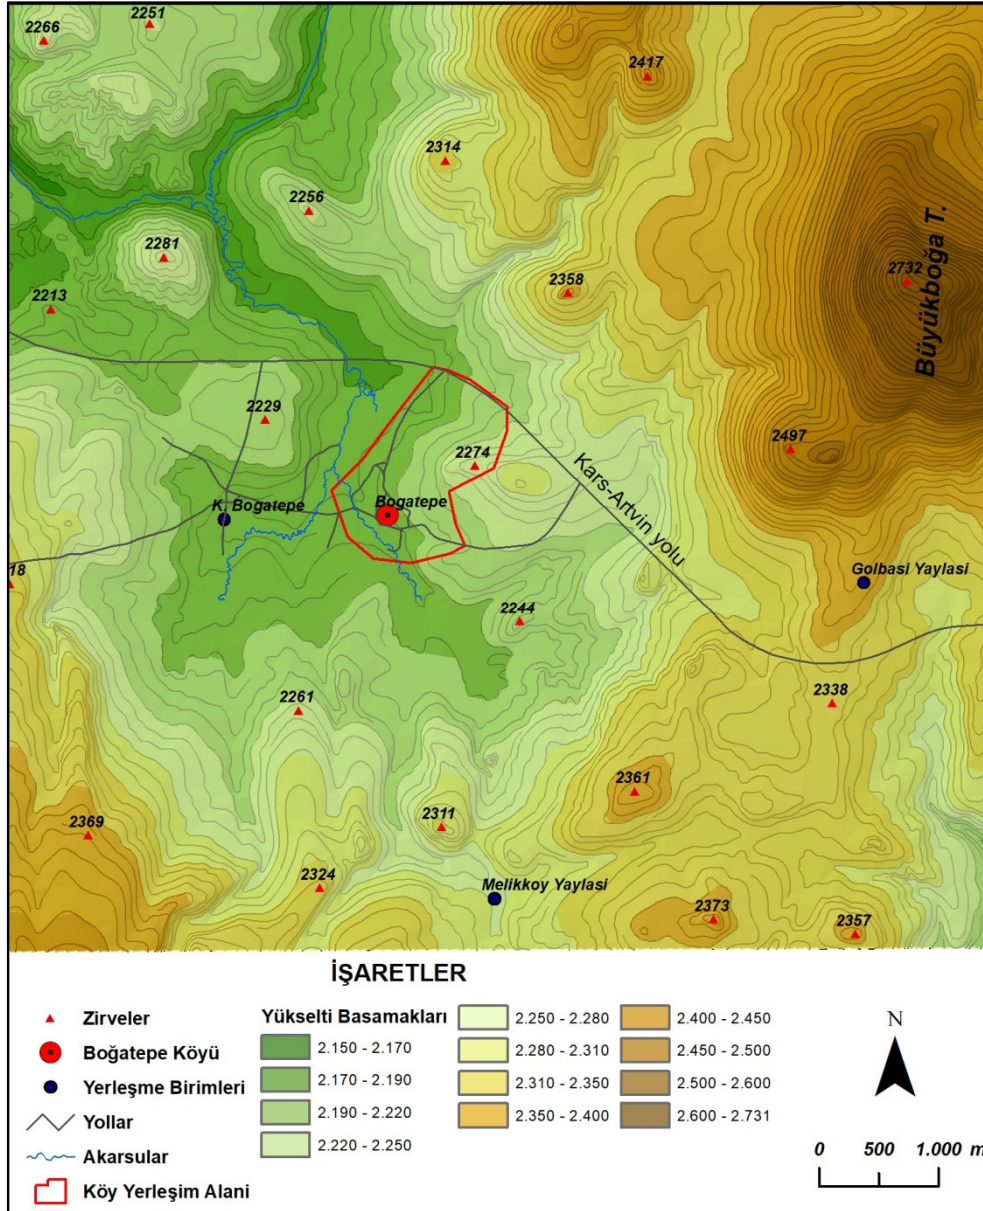 2251
2266
2417
2314
2256
2281
2732
Büyükboğa T.
2358
2213
2229
2497
2274
Kars-Artvin yolu
K. Bogatepe
Bogatepe
18
Golbasi Yaylasi
2244
2261
2338
2361
2369
2311
2324
Melikkoy Yaylasi
2373
2357
İŞARETLER
Zirveler
Boğatepe Köyü
Yerleşme Birimleri
Yollar
Akarsular
Köy Yerleşim Alani
Yükselti Basamakları
2.150 - 2.170
2.170 - 2.190
2.190 - 2.220
2.220 - 2.250
2.250 - 2.280
2.280 - 2.310
2.310 - 2.350
2.350 - 2.400
2.400 - 2.450
2.450 - 2.500
2.500 - 2.600
2.600 - 2.731
N
0 500 1.000 m